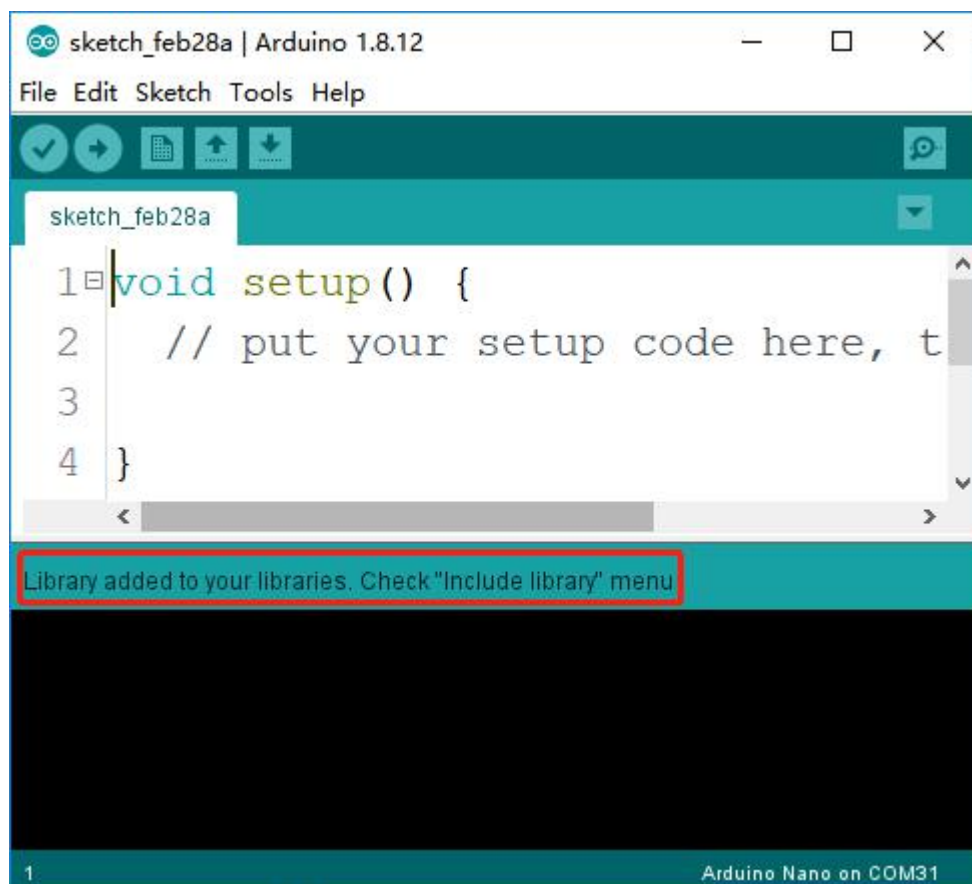 sketch_feb28a | Arduino 1.8.12
File Edit Sketch Tools Help
sketch_feb28a
1 void setup() {
2 // put your setup code here, t
3
4 }
Library added to your libraries. Check "Include library" menu
1 Arduino Nano on COM31